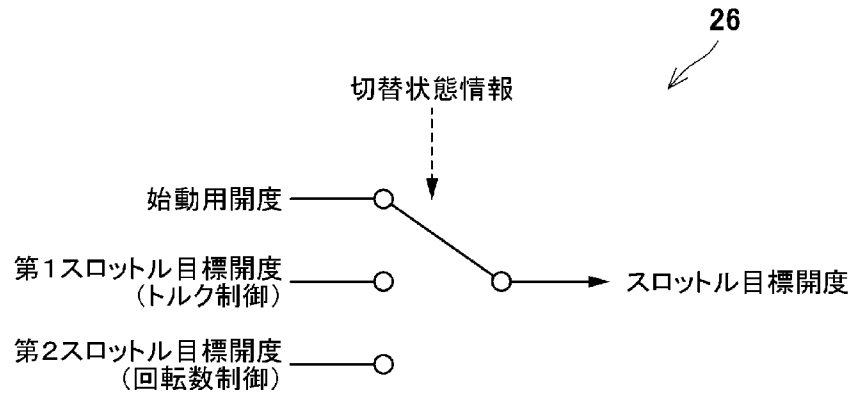 26
切替状態情報
始動用開度
第1スロットル目標開度
(トルク制御)
スロットル目標開度
第2スロットル目標開度
(回転数制御)